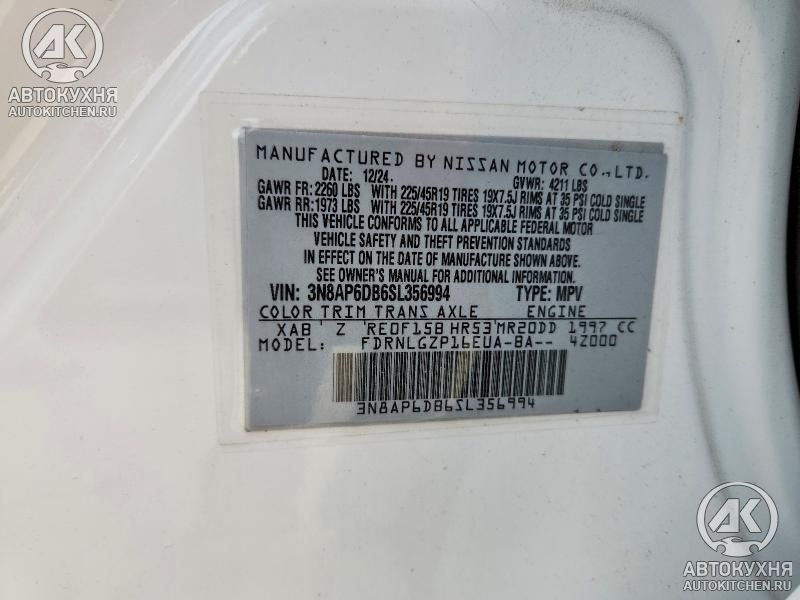 AK
АВТОКУХНЯ
AUTOKITCHEN.RU
MANUFACTURED BY NISSAN MOTOR CO.,LTD.
DATE: 12/24. GVWR: 4211 LBS
GAWR FR: 2260 LBS WITH 225/45R19 TIRES 19X7.5J RIMS AT 35 PSI COLD SINGLE
GAWR RR: 1973 LBS WITH 225/45R19 TIRES 19X7.5J RIMS AT 35 PSI COLD SINGLE
THIS VEHICLE CONFORMS TO ALL APPLICABLE FEDERAL MOTOR
VEHICLE SAFETY AND THEFT PREVENTION STANDARDS
IN EFFECT ON THE DATE OF MANUFACTURE SHOWN ABOVE.
SEE OWNER'S MANUAL FOR ADDITIONAL INFORMATION.
VIN: 3N8AP6DB6SL356994 TYPE: MPV
COLOR TRIM TRANS AXLE ENGINE
XAB ' Z 'RE0F15B HR53'MR20DD 1997 CC
MODEL: FDRNLGZP16EUA-BA-- 4Z000
3N8AP6DB6SL356994
AK
АВТОКУХНЯ
AUTOKITCHEN.RU